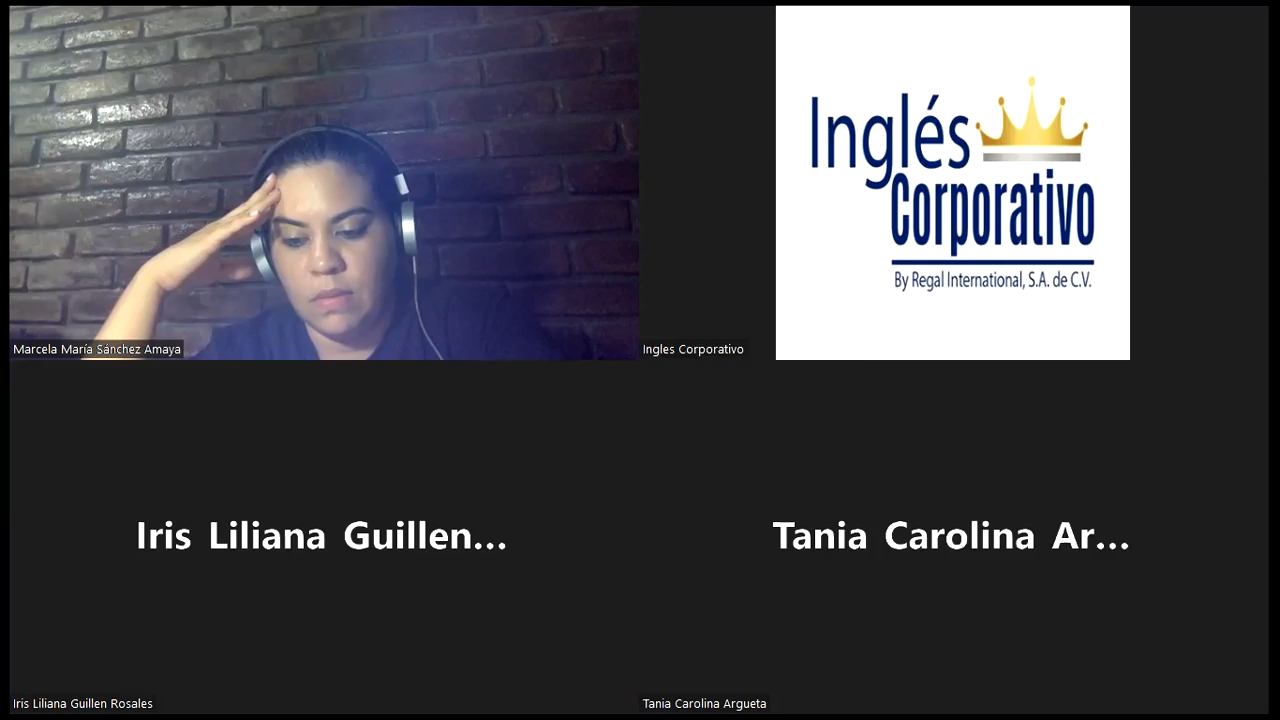 Inglés
Corporativo
By Regal International, S.A. de C.V.
Marcela María Sánchez Amaya
Ingles Corporativo
Iris Liliana Guillen...
Tania Carolina Ar...
Iris Liliana Guillen Rosales
Tania Carolina Argueta